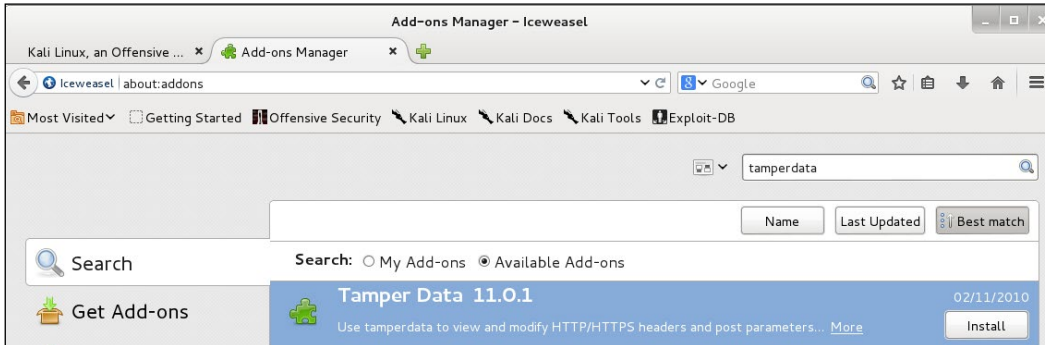 Add-ons Manager - Iceweasel
Kali Linux, an Offensive ... Add-ons Manager
Iceweasel about:addons Google
Most Visited Getting Started Offensive Security Kali Linux Kali Docs Kali Tools Exploit-DB
tamperdata
Name Last Updated Best match
Search
Search: My Add-ons Available Add-ons
Get Add-ons
Tamper Data 11.0.1 02/11/2010
Use tamperdata to view and modify HTTP/HTTPS headers and post parameters... More Install